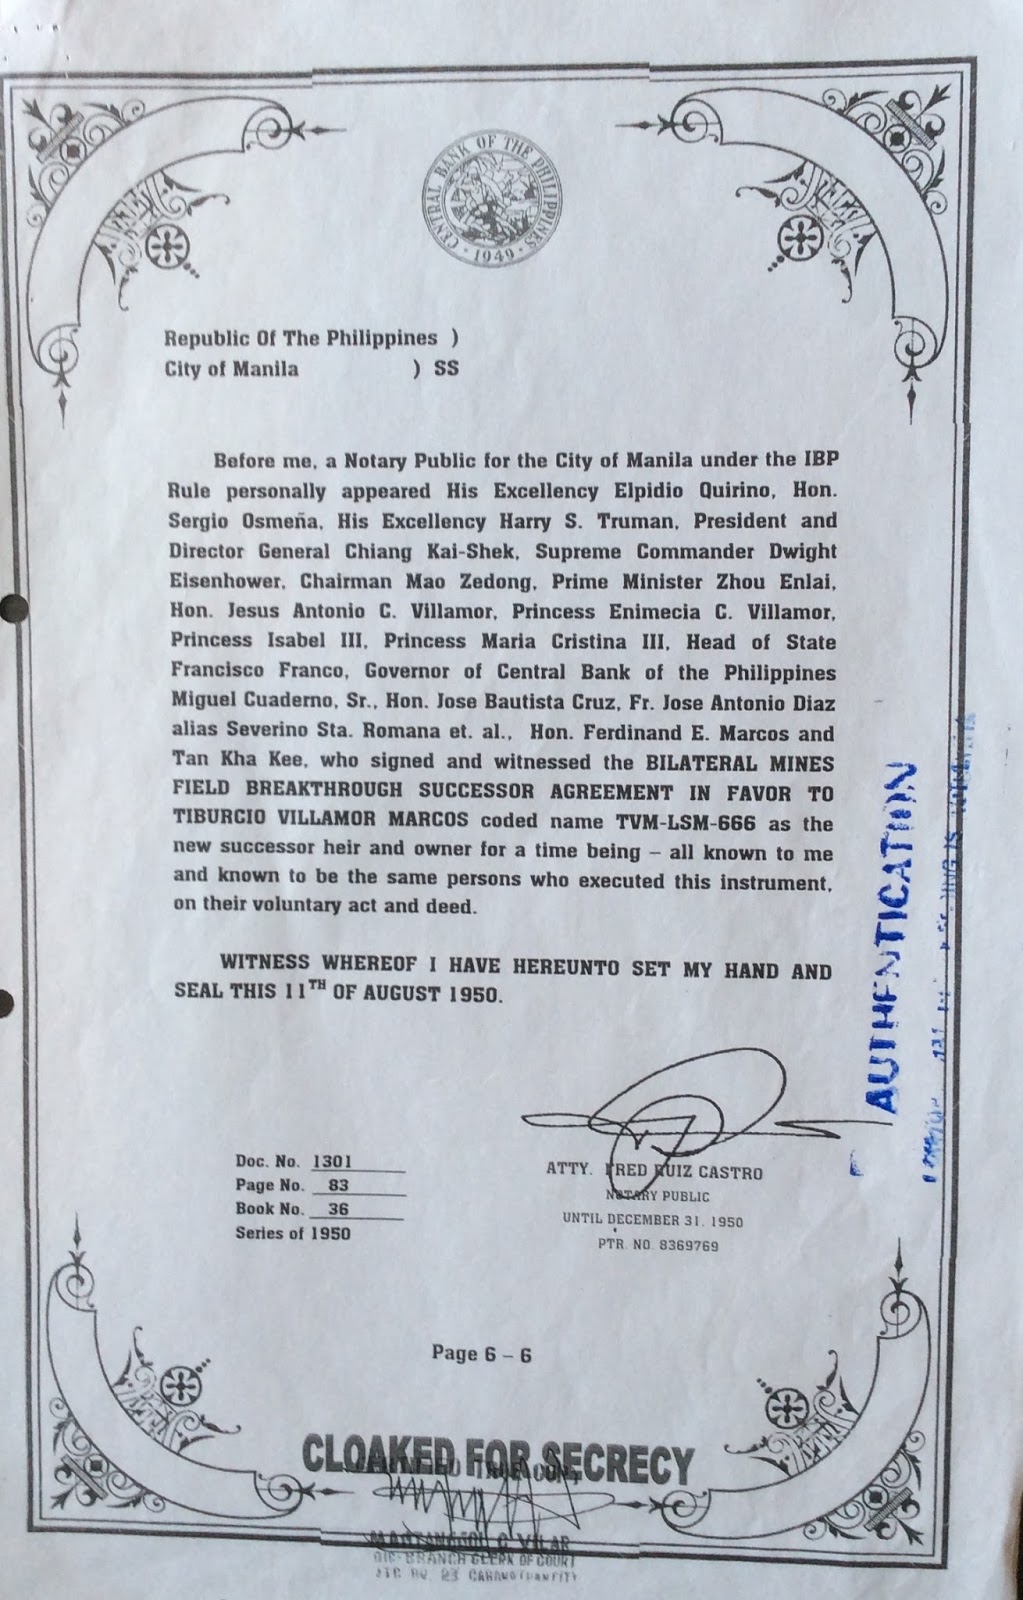 CENTRAL BANK OF THE PHILIPPINES
1949
Republic Of The Philippines )
City of Manila ) SS
Before me, a Notary Public for the City of Manila under the IBP
Rule personally appeared His Excellency Elpidio Quirino, Hon.
Sergio Osmeña, His Excellency Harry S. Truman, President and
Director General Chiang Kai-Shek, Supreme Commander Dwight
Eisenhower, Chairman Mao Zedong, Prime Minister Zhou Enlai,
Hon. Jesus Antonio C. Villamor, Princess Enimecia C. Villamor,
Princess Isabel III, Princess Maria Cristina III, Head of State
Francisco Franco, Governor of Central Bank of the Philippines
Miguel Cuaderno, Sr., Hon. Jose Bautista Cruz, Fr. Jose Antonio Diaz
alias Severino Sta. Romana et. al., Hon. Ferdinand E. Marcos and
Tan Kha Kee, who signed and witnessed the BILATERAL MINES
FIELD BREAKTHROUGH SUCCESSOR AGREEMENT IN FAVOR TO
TIBURCIO VILLAMOR MARCOS coded name TVM-LSM-666 as the
new successor heir and owner for a time being – all known to me
and known to be the same persons who executed this instrument,
on their voluntary act and deed.
WITNESS WHEREOF I HAVE HEREUNTO SET MY HAND AND
SEAL THIS 11TH OF AUGUST 1950.
AUTHENTICATION
Doc. No. 1301
Page No. 83
Book No. 36
Series of 1950
ATTY. FRED RUIZ CASTRO
NOTARY PUBLIC
UNTIL DECEMBER 31, 1950
PTR. NO. 8369769
Page 6 – 6
CLOAKED FOR SECRECY
C. VILAR
OIC-BRANCH CLERK OF COURT